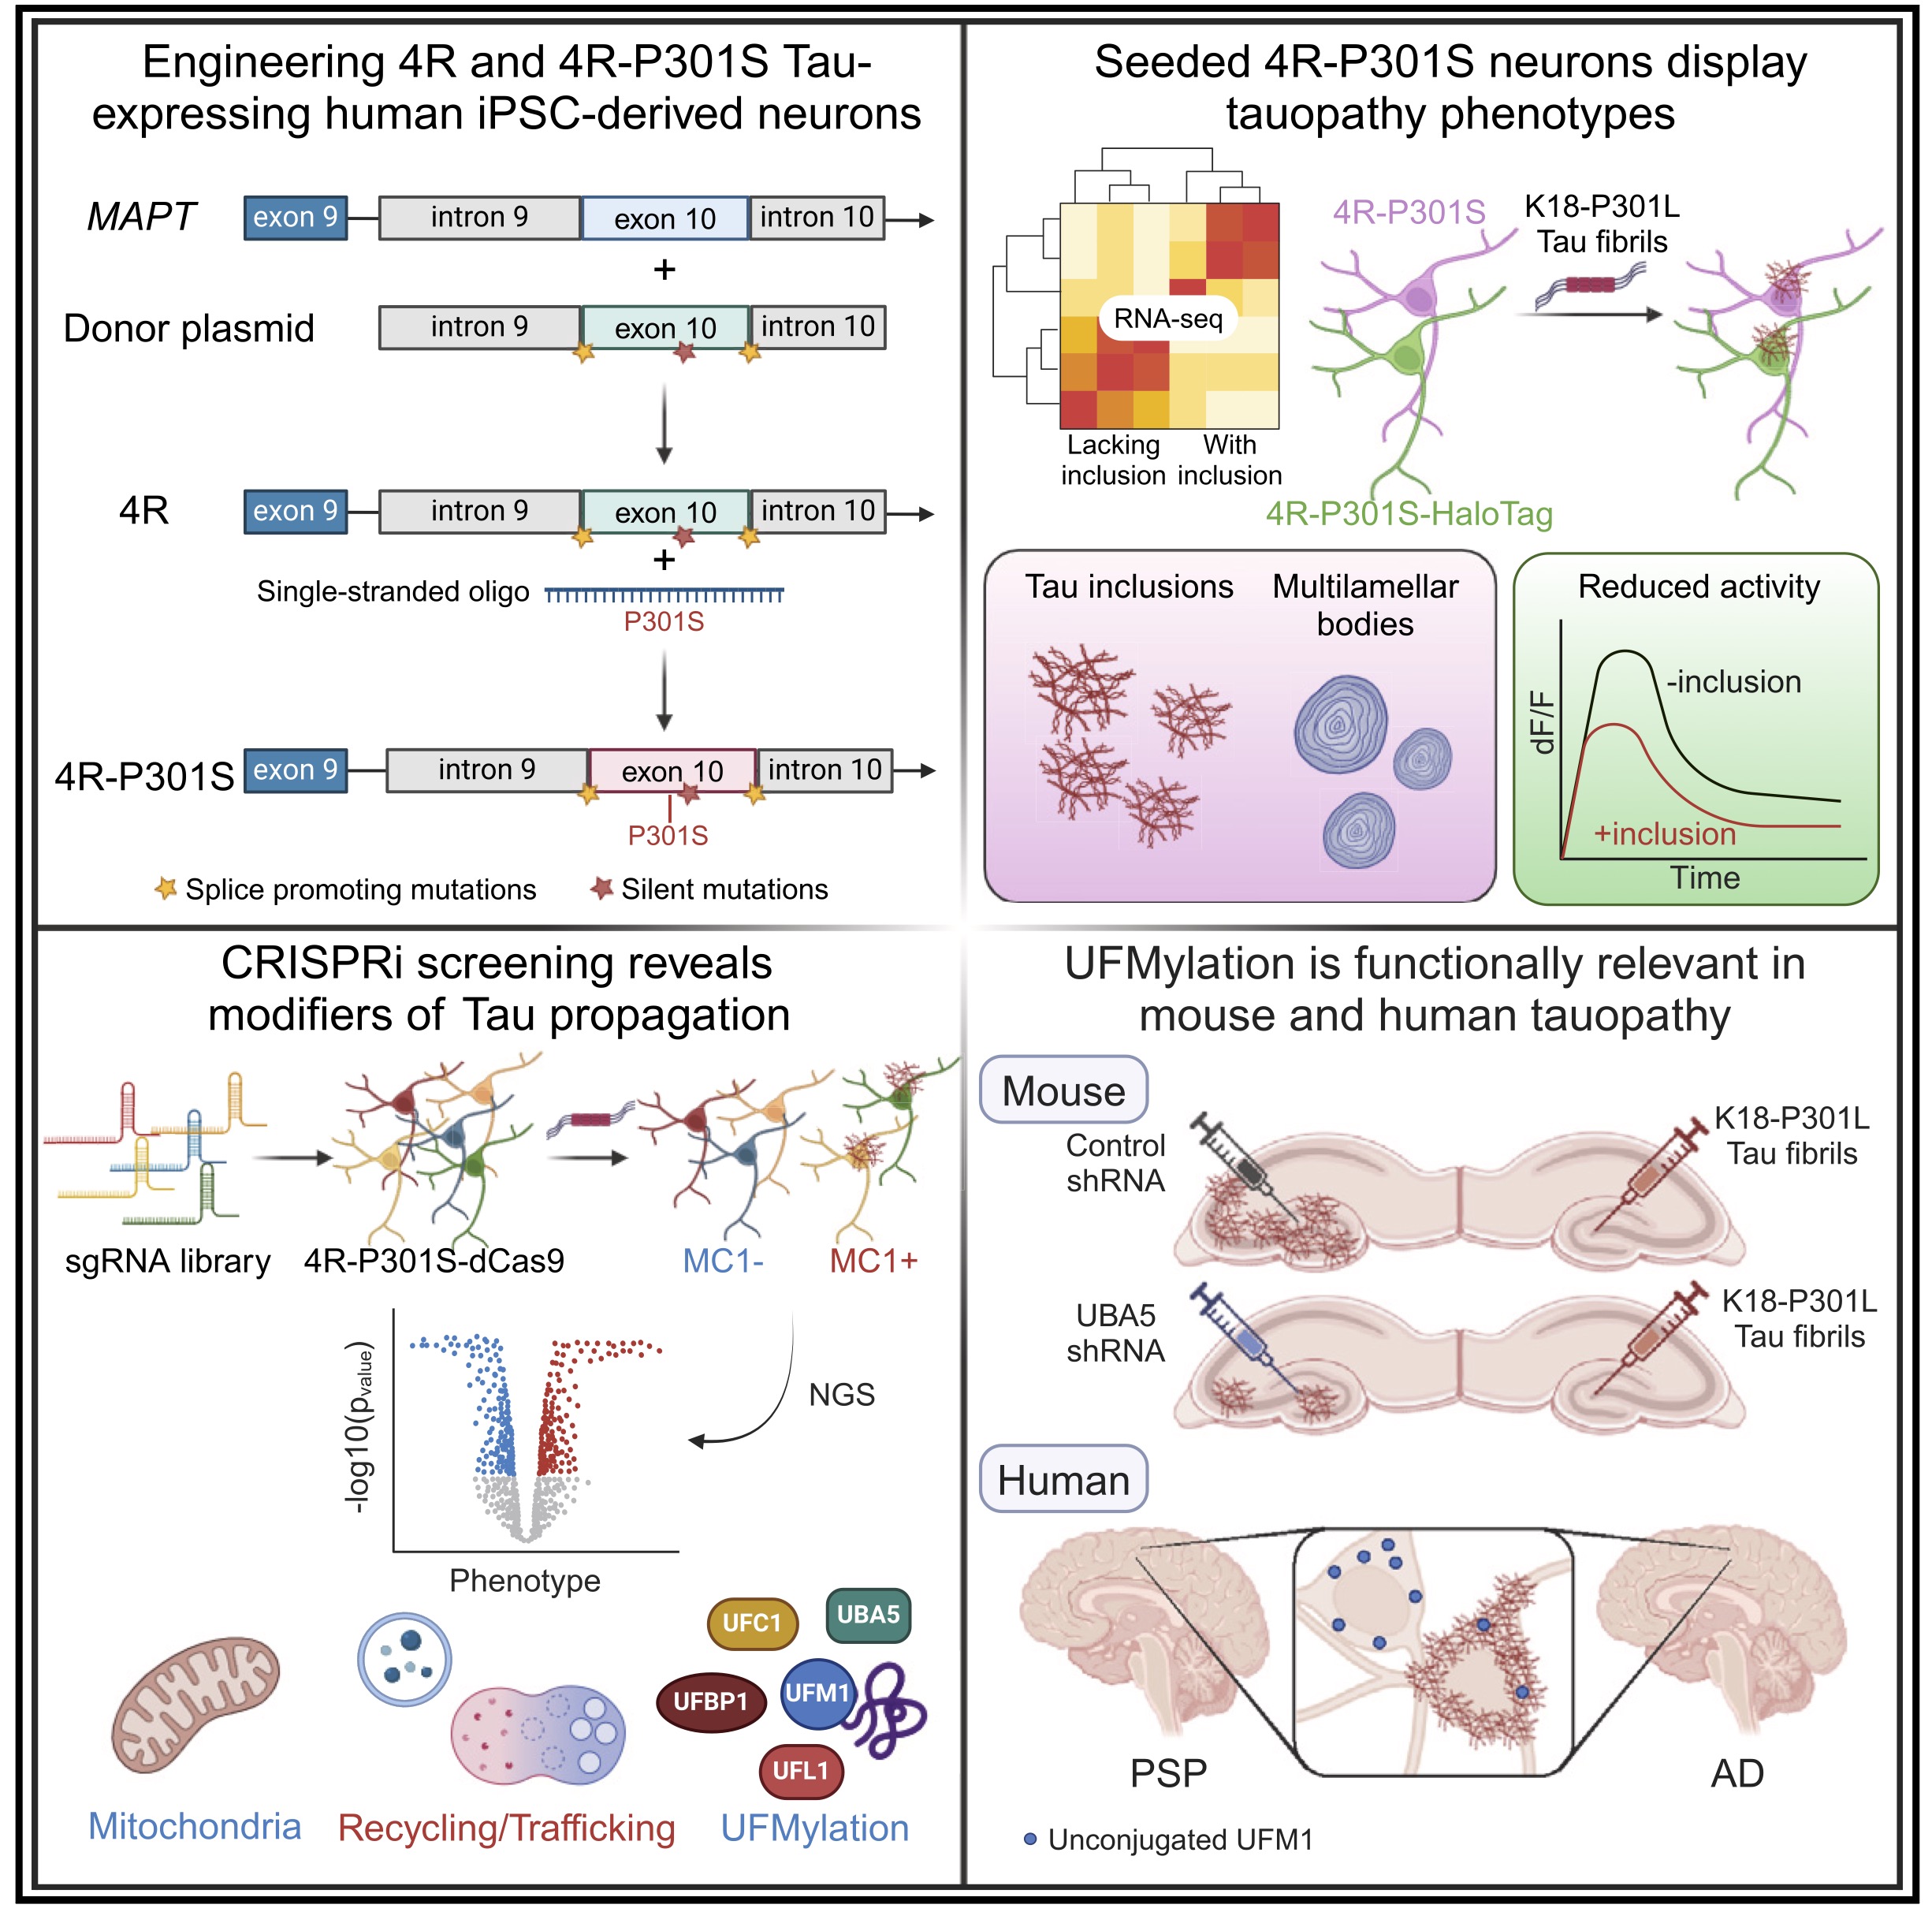 Engineering 4R and 4R-P301S Tau-
expressing human iPSC-derived neurons
MAPT
exon 9
intron 9
exon 10
intron 10
+
Donor plasmid
intron 9
exon 10
intron 10
4R
exon 9
intron 9
exon 10
intron 10
+
Single-stranded oligo
P301S
4R-P301S
exon 9
intron 9
exon 10
intron 10
P301S
Splice promoting mutations
Silent mutations
Seeded 4R-P301S neurons display
tauopathy phenotypes
RNA-seq
Lacking
inclusion
With
inclusion
4R-P301S
K18-P301L
Tau fibrils
4R-P301S-HaloTag
Tau inclusions
Multilamellar
bodies
Reduced activity
dF/F
-inclusion
+inclusion
Time
CRISPRi screening reveals
modifiers of Tau propagation
sgRNA library
4R-P301S-dCas9
MC1-
MC1+
NGS
-log10(pvalue)
Phenotype
UFC1
UBA5
UFBP1
UFM1
UFL1
Mitochondria
Recycling/Trafficking
UFMylation
UFMylation is functionally relevant in
mouse and human tauopathy
Mouse
Control
shRNA
K18-P301L
Tau fibrils
UBA5
shRNA
K18-P301L
Tau fibrils
Human
PSP
AD
Unconjugated UFM1